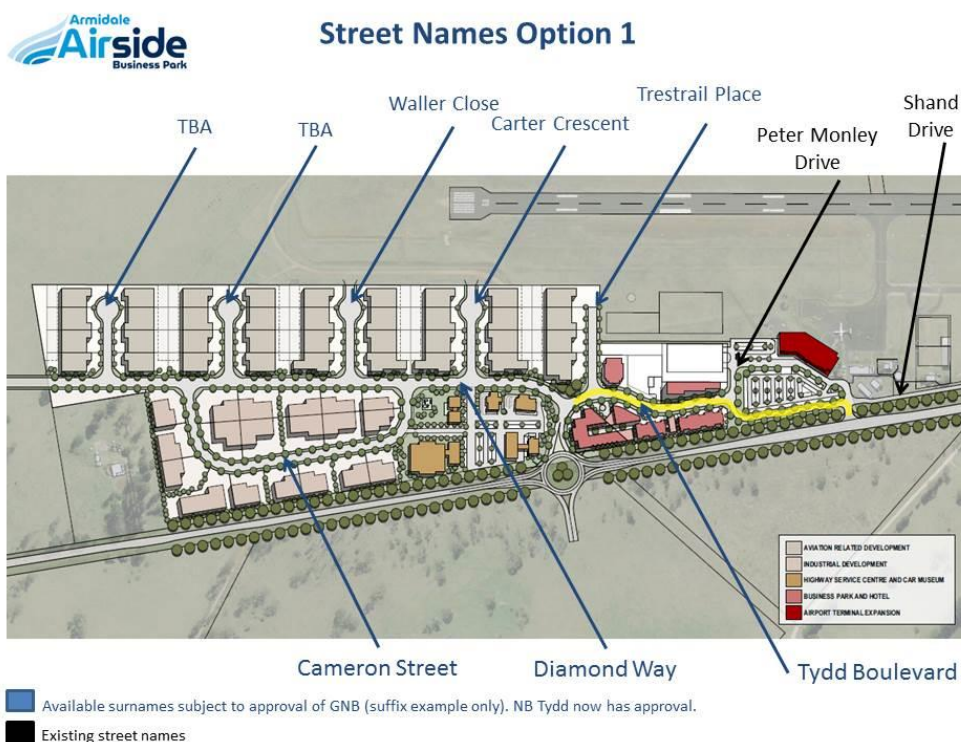 Armidale
Airside
Business Park
Street Names Option 1
TBA
TBA
Waller Close
Carter Crescent
Trestrail Place
Peter Monley
Drive
Shand
Drive
AVIATION RELATED DEVELOPMENT
INDUSTRIAL DEVELOPMENT
HIGHWAY SERVICE CENTRE AND CAR MUSEUM
BUSINESS PARK AND HOTEL
AIRPORT TERMINAL EXPANSION
Cameron Street
Diamond Way
Tydd Boulevard
Available surnames subject to approval of GNB (suffix example only). NB Tydd now has approval.
Existing street names